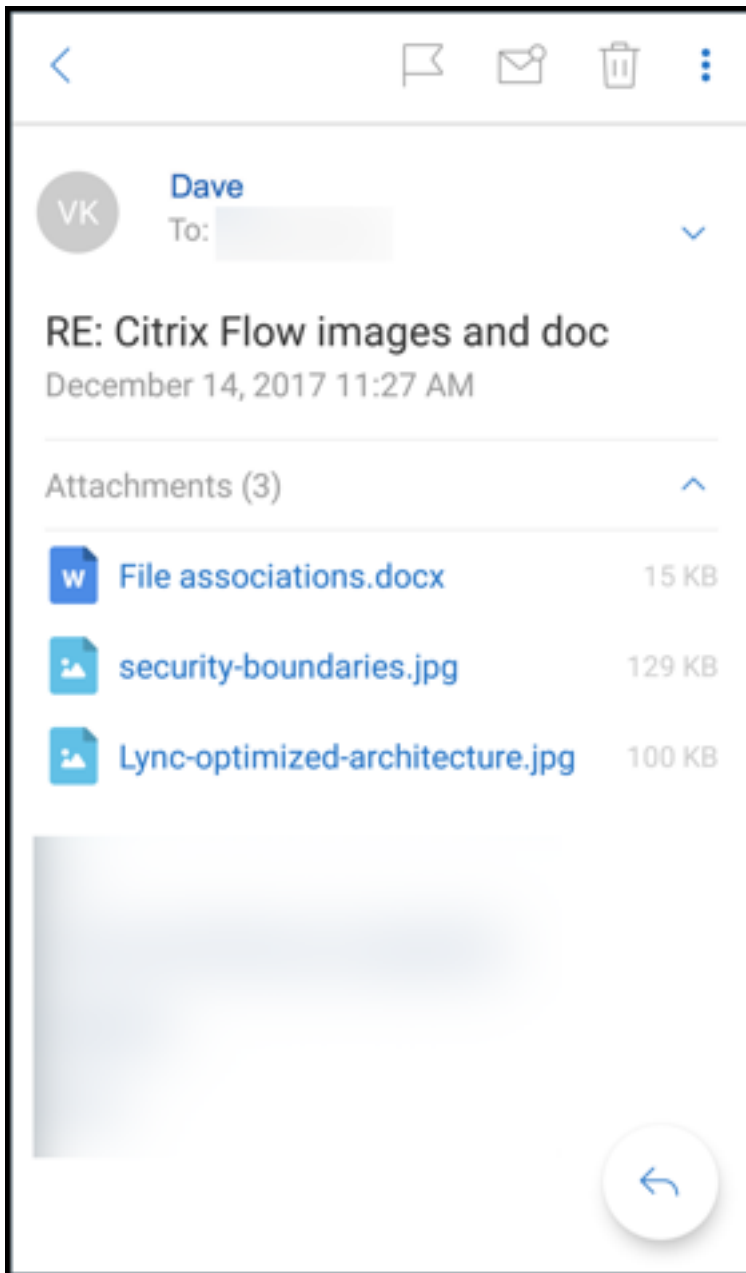 VK
Dave
To:
RE: Citrix Flow images and doc
December 14, 2017 11:27 AM
Attachments (3)
W File associations.docx 15 KB
security-boundaries.jpg 129 KB
Lync-optimized-architecture.jpg 100 KB